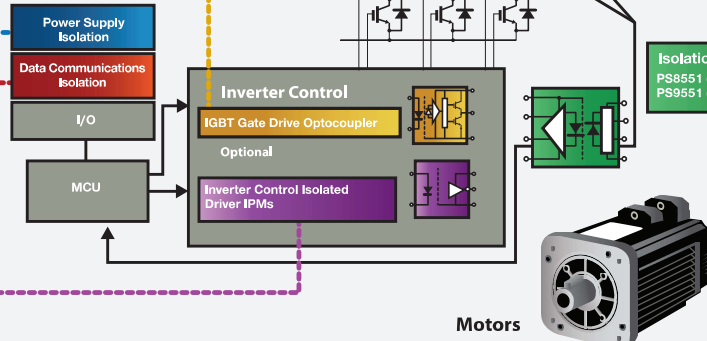 Power Supply
Isolation
Data Communications
Isolation
I/O
MCU
Inverter Control
IGBT Gate Drive Optocoupler
Optional
Inverter Control Isolated
Driver IPMs
PS8551
PS9551
Motors